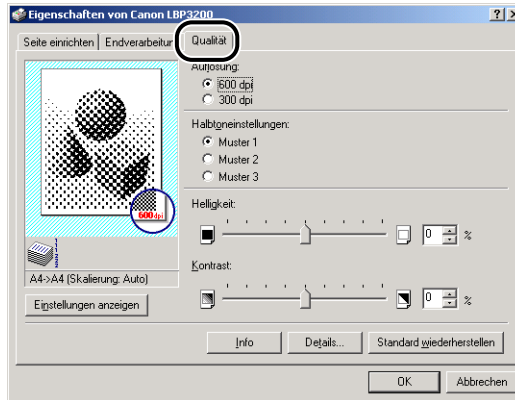 Eigenschaften von Canon LBP3200
Seite einrichten Endverarbeitun Qualität
Auflösung:
600 dpi
300 dpi
Halbtoneinstellungen:
Muster 1
Muster 2
Muster 3
600dpi
Helligkeit:
0 %
A4->A4 (Skalierung: Auto)
Kontrast:
0 %
Einstellungen anzeigen
Info Details... Standard wiederherstellen
OK Abbrechen